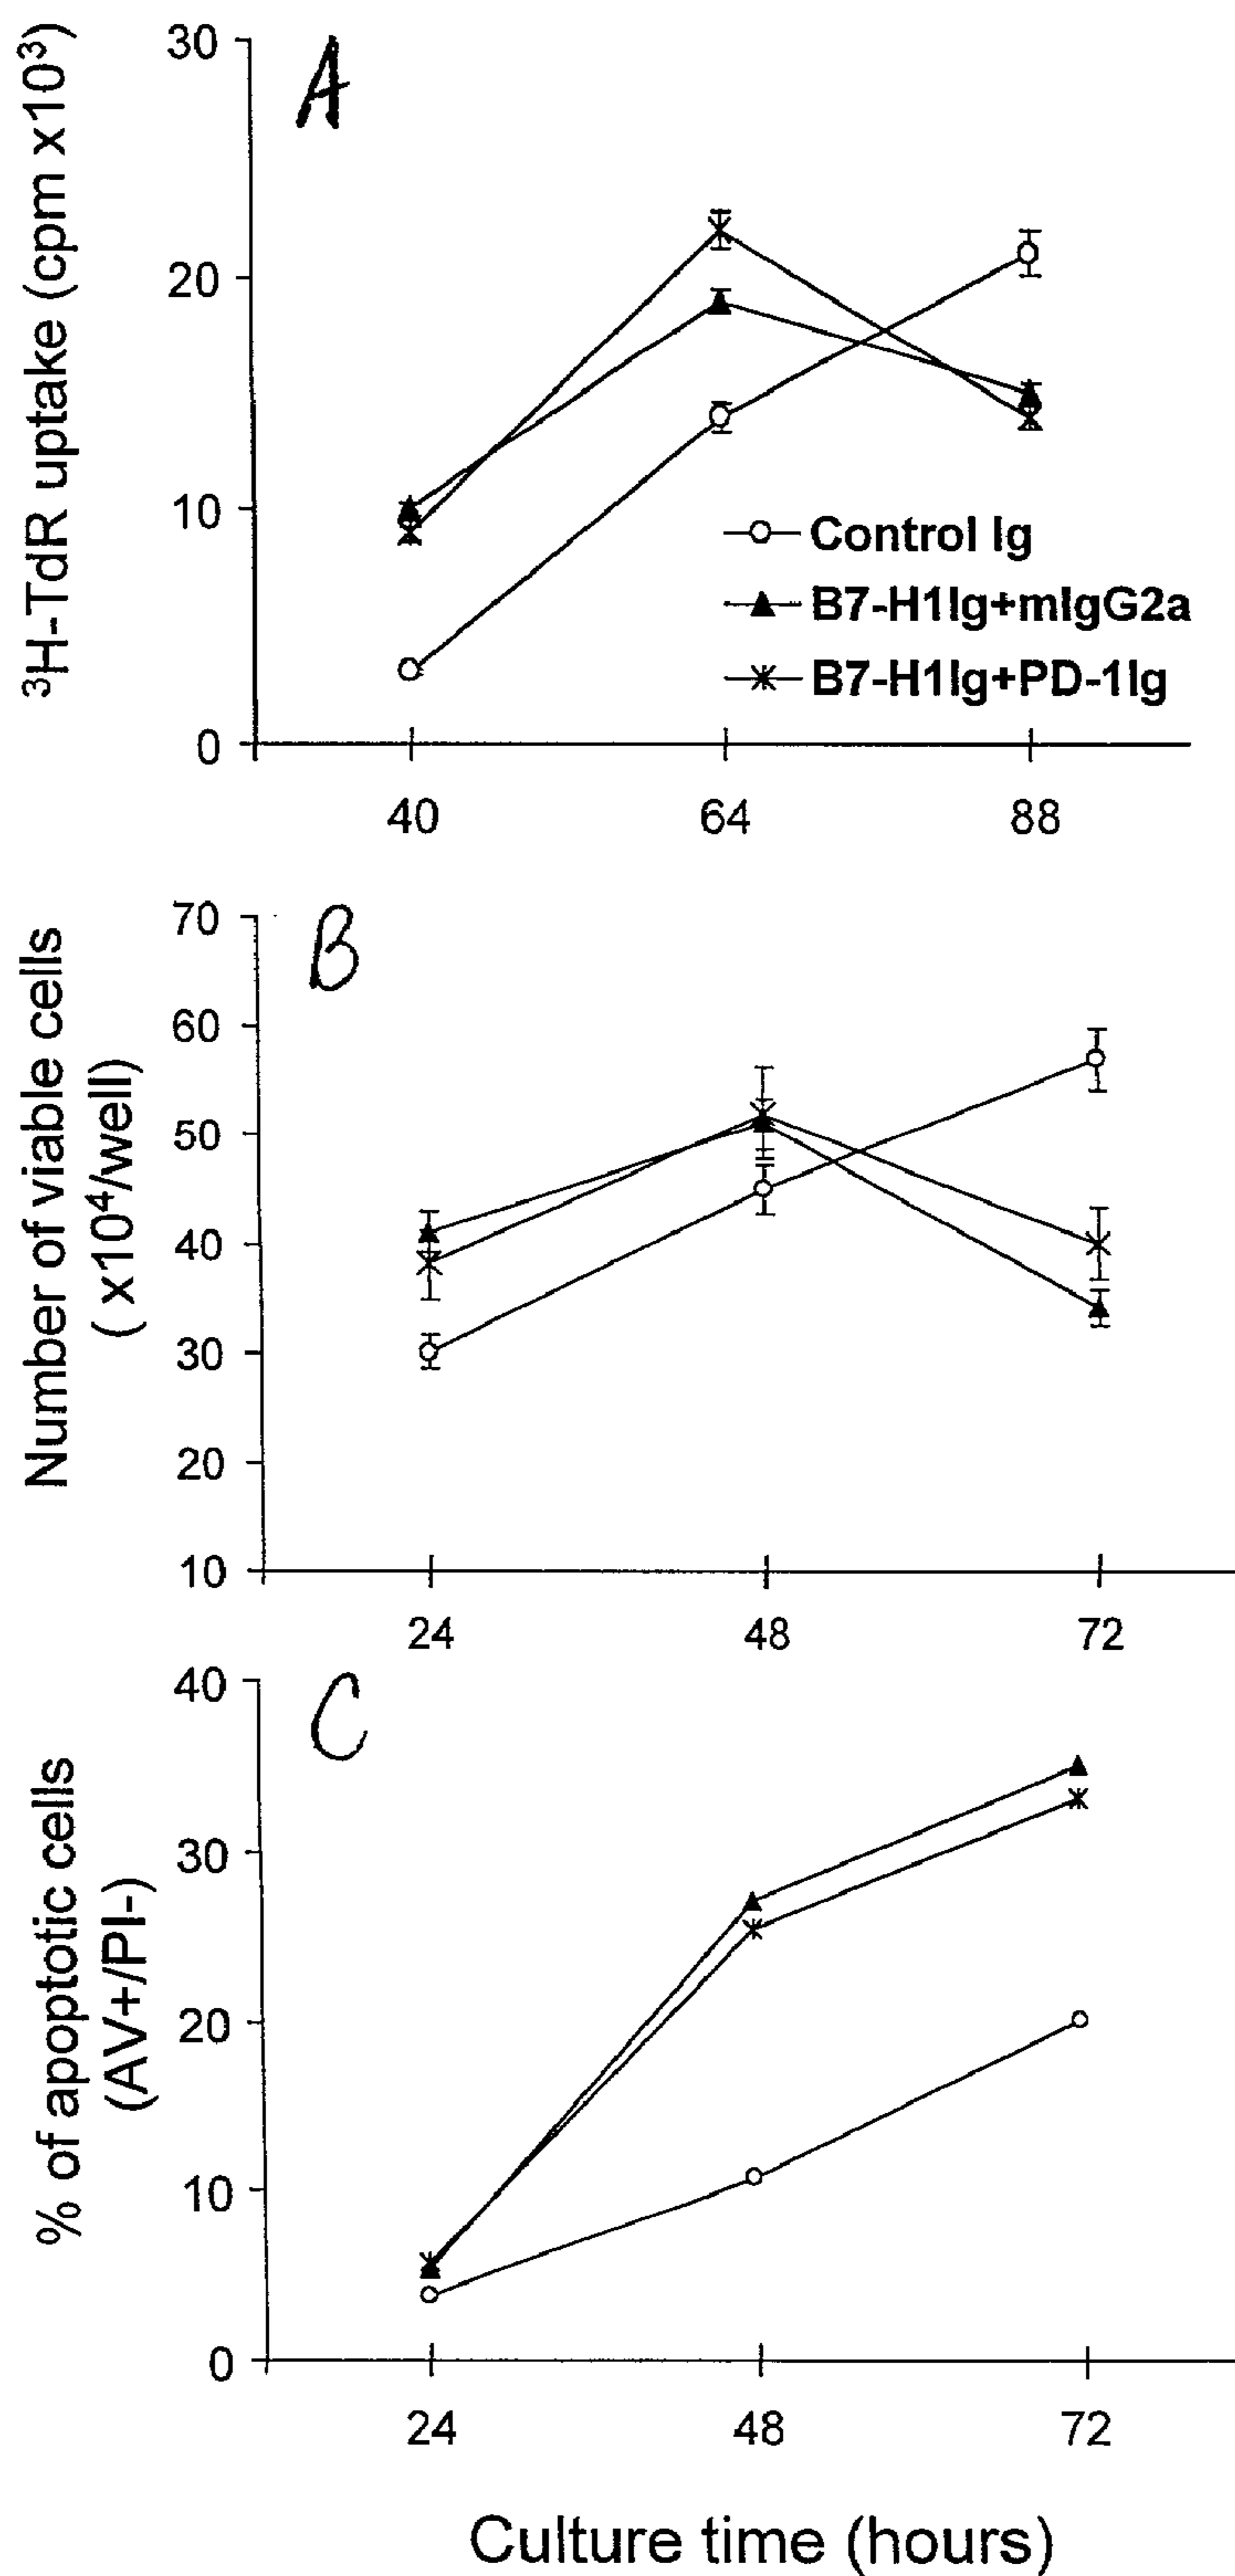 A
³H-TdR uptake (cpm x10³)
30
20
10
0
Control Ig
B7-H1Ig+mIgG2a
B7-H1Ig+PD-1Ig
40 64 88
B
Number of viable cells
( x10⁴/well)
70
60
50
40
30
20
10
24 48 72
C
% of apoptotic cells
(AV+/PI-)
40
30
20
10
0
24 48 72
Culture time (hours)